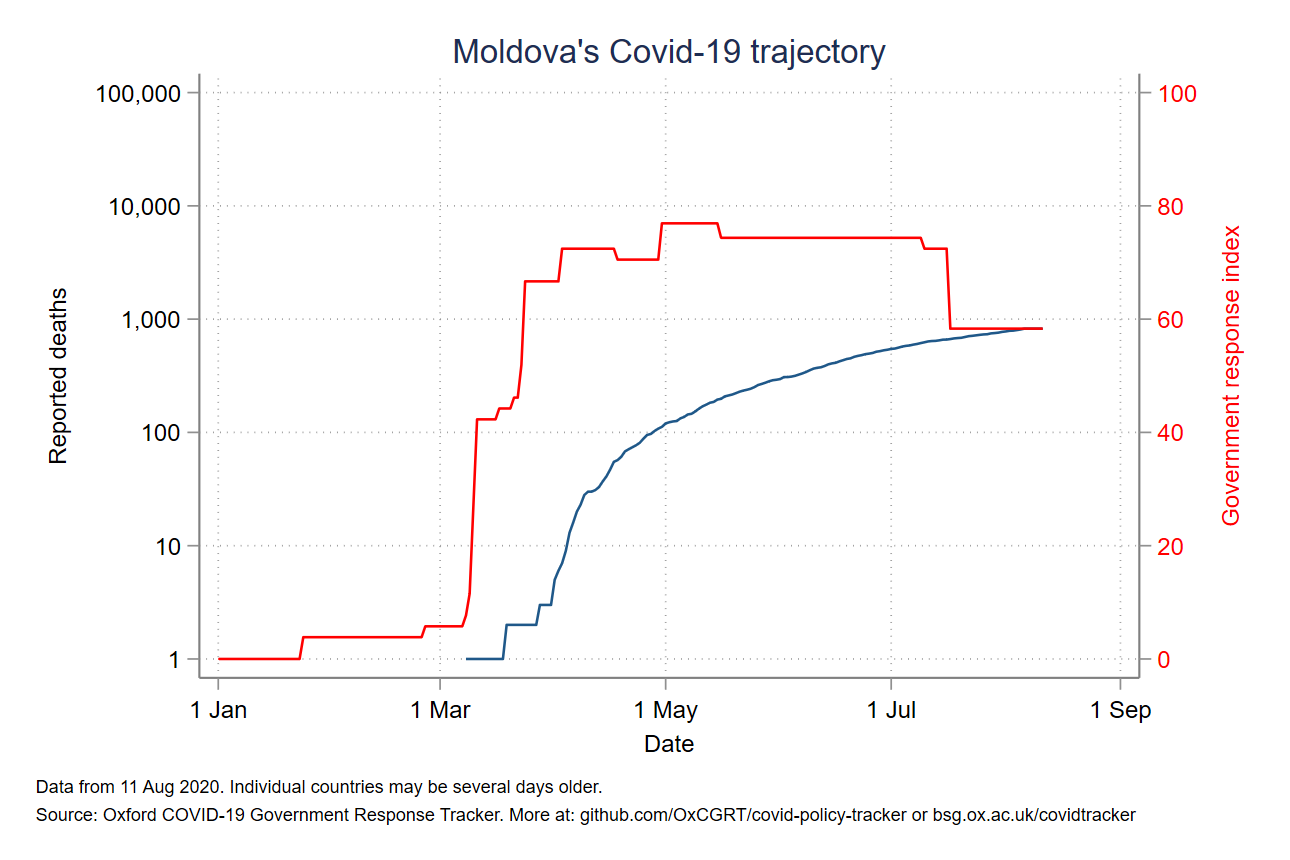 Moldova's Covid-19 trajectory
Reported deaths
100,000
10,000
1,000
100
10
1
100
80
60
40
20
0
Government response index
1 Jan
1 Mar
1 May
1 Jul
1 Sep
Date
Data from 11 Aug 2020. Individual countries may be several days older.
Source: Oxford COVID-19 Government Response Tracker. More at: github.com/OxCGRT/covid-policy-tracker or bsg.ox.ac.uk/covidtracker